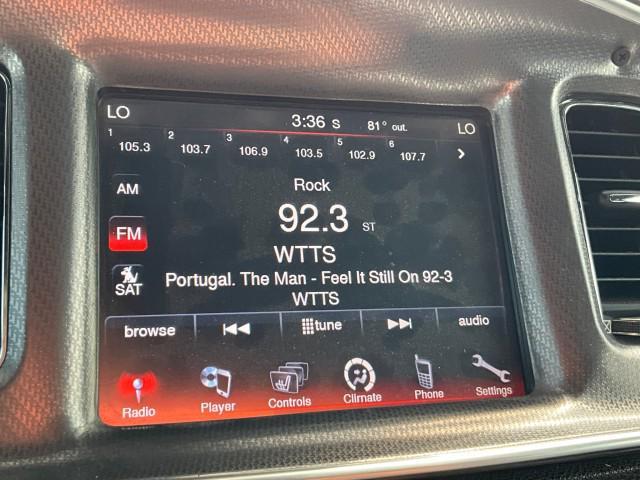 LO 3:36 S 81° out. LO
1 105.3 2 103.7 3 106.9 4 103.5 5 102.9 6 107.7 >
AM
Rock
FM
92.3 ST
WTTS
SAT
Portugal. The Man - Feel It Still On 92-3
WTTS
browse tune audio
Radio Player Controls Climate Phone Settings